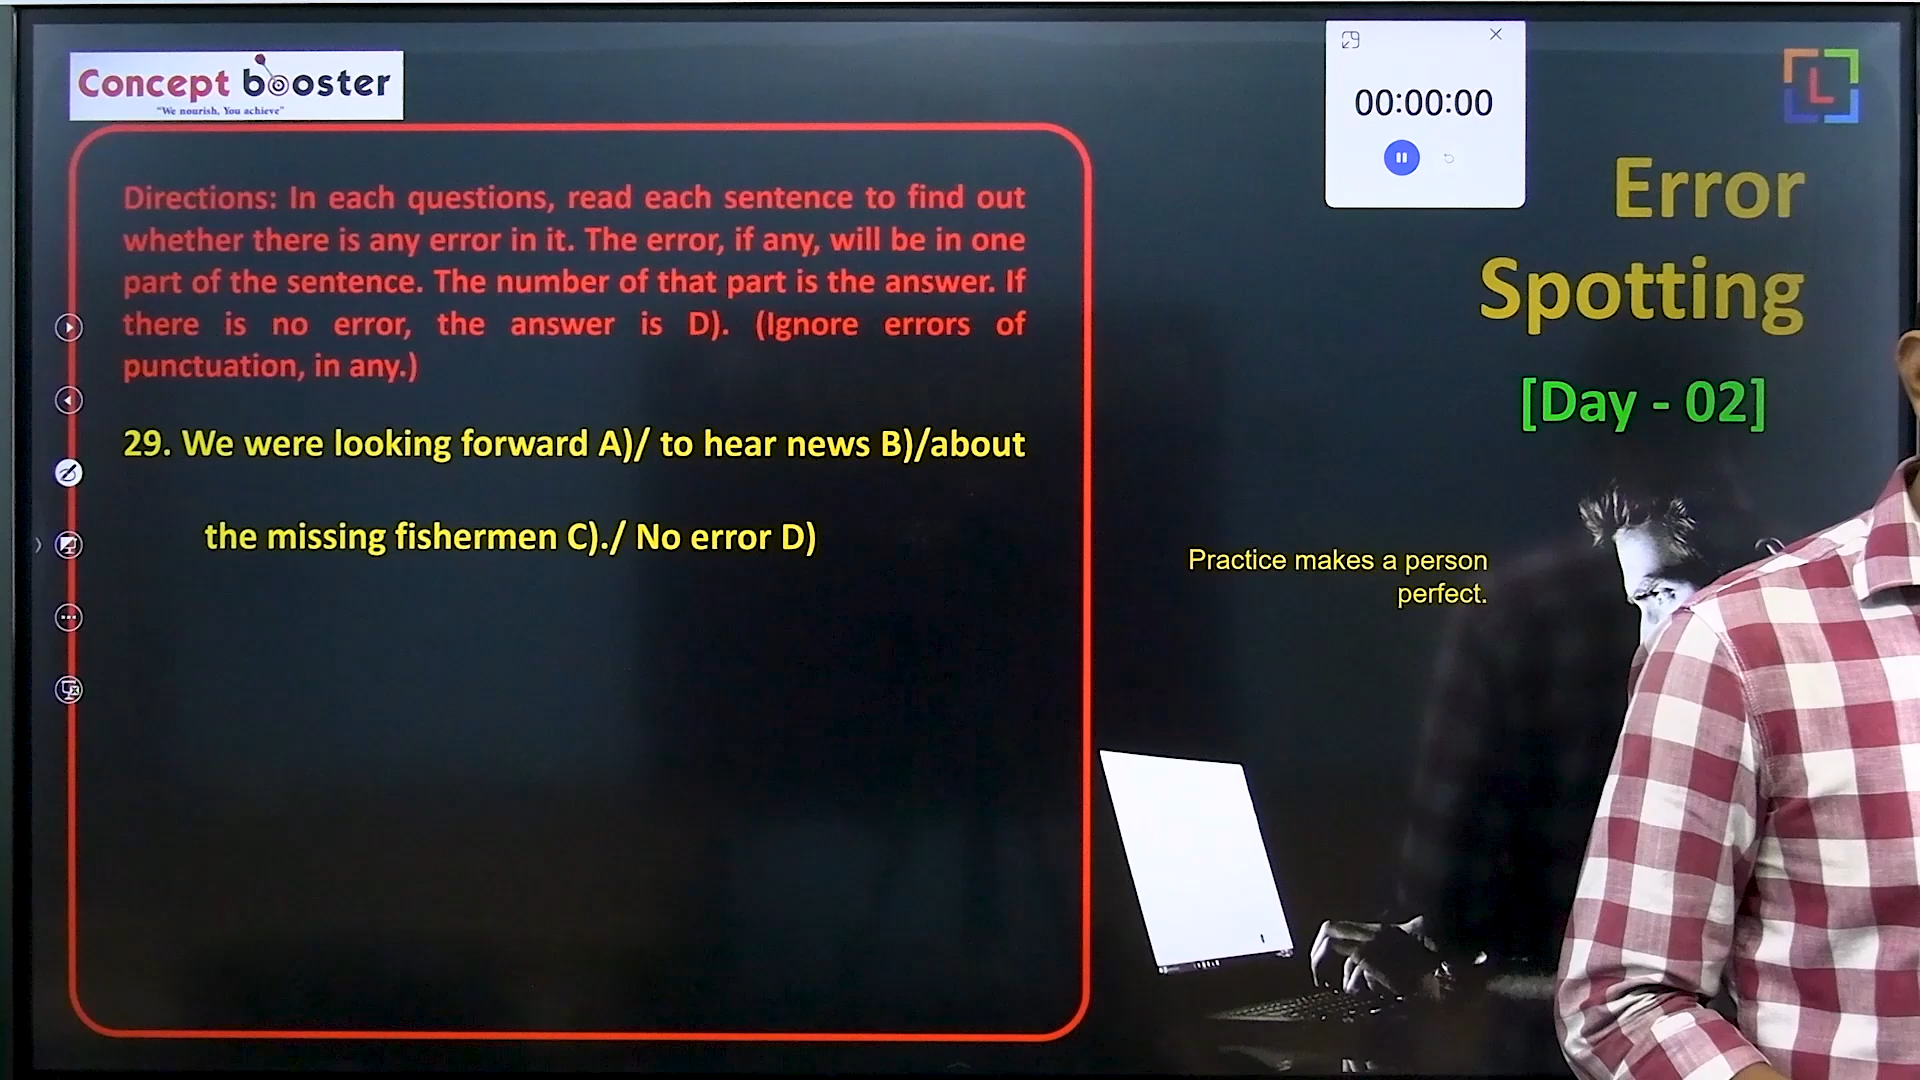 Concept booster
"We nourish, You achieve"
00:00:00
L
Error
Spotting
[Day - 02]
Directions: In each questions, read each sentence to find out
whether there is any error in it. The error, if any, will be in one
part of the sentence. The number of that part is the answer. If
there is no error, the answer is D). (Ignore errors of
punctuation, in any.)
29. We were looking forward A)/ to hear news B)/about
the missing fishermen C)./ No error D)
Practice makes a person
perfect.